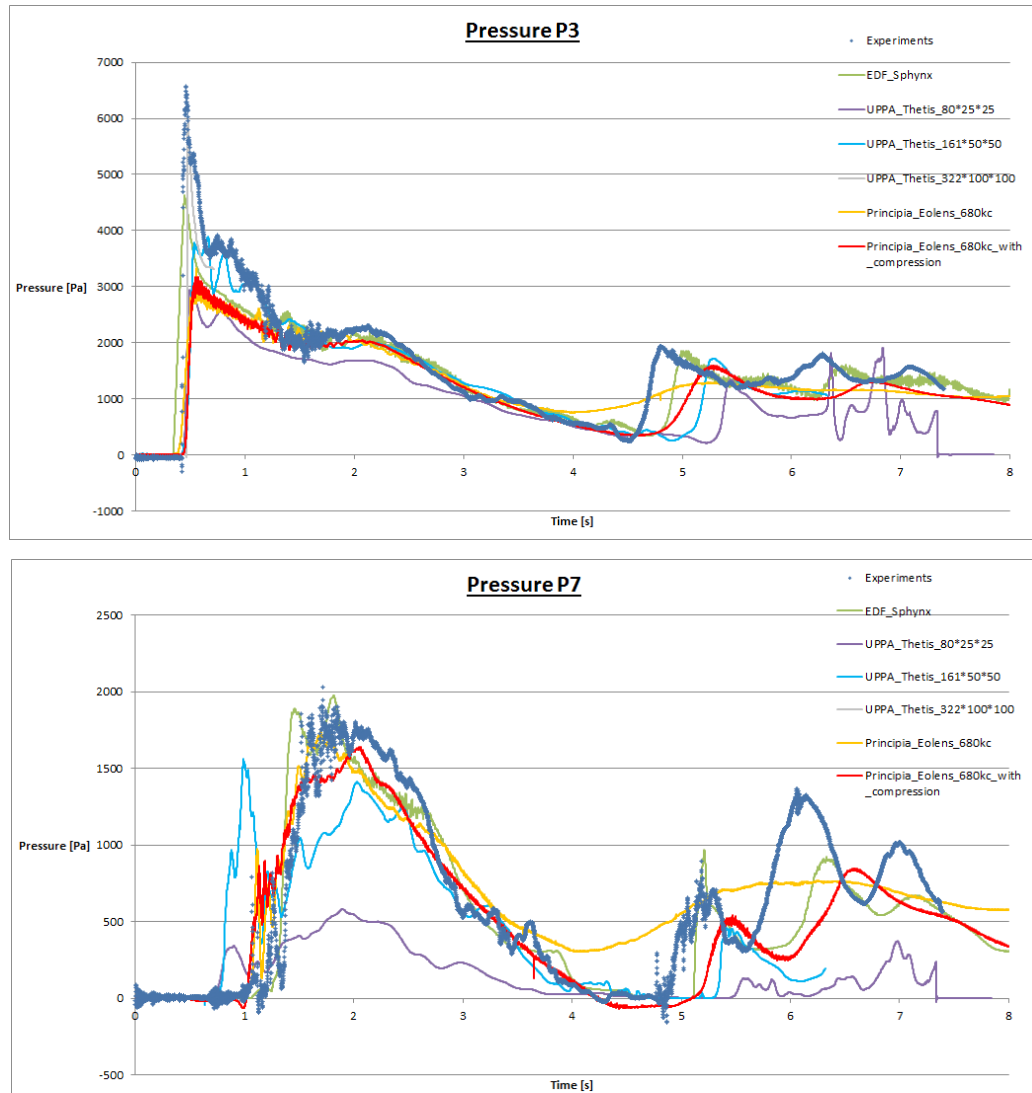 Pressure P3
Experiments
EDF_Sphynx
UPPA_Thetis_80*25*25
UPPA_Thetis_161*50*50
UPPA_Thetis_322*100*100
Principia_Eolens_680kc
Principia_Eolens_680kc_with
_compression
7000
6000
5000
4000
3000
Pressure [Pa]
2000
1000
0
-1000
0 1 2 3 4 5 6 7 8
Time [s]
Pressure P7
Experiments
EDF_Sphynx
UPPA_Thetis_80*25*25
UPPA_Thetis_161*50*50
UPPA_Thetis_322*100*100
Principia_Eolens_680kc
Principia_Eolens_680kc_with
_compression
2500
2000
1500
Pressure [Pa]
1000
500
0
-500
0 1 2 3 4 5 6 7 8
Time [s]